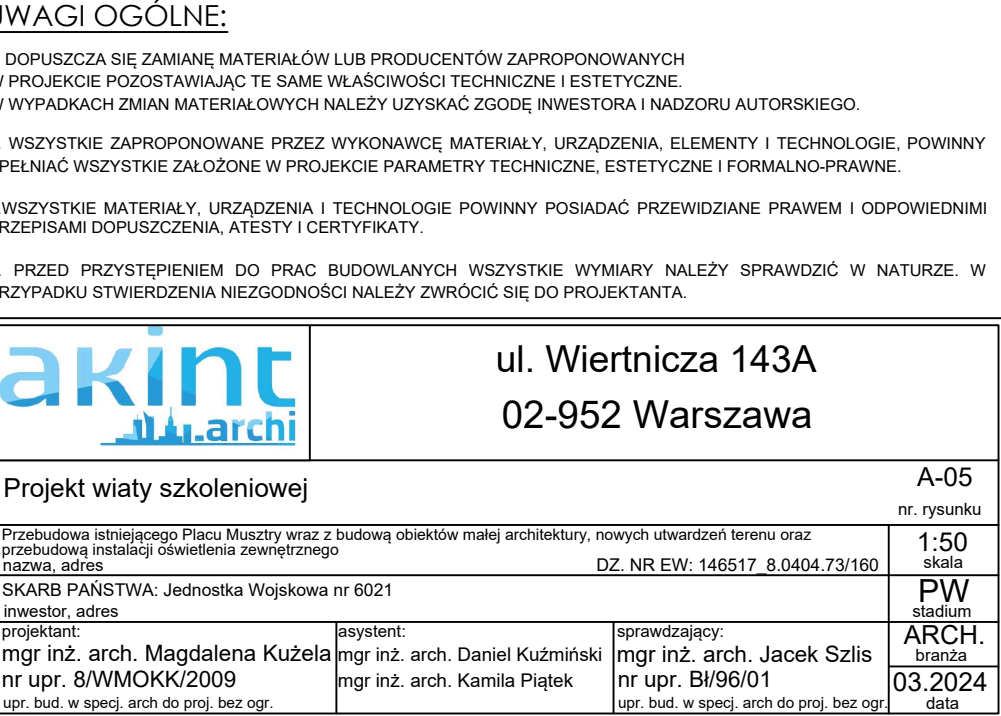 UWAGI OGÓLNE:
DOPUSZCZA SIĘ ZAMIANĘ MATERIAŁÓW LUB PRODUCENTÓW ZAPROPONOWANYCH
W PROJEKCIE POZOSTAWIAJĄC TE SAME WŁAŚCIWOŚCI TECHNICZNE I ESTETYCZNE.
W WYPADKACH ZMIAN MATERIAŁOWYCH NALEŻY UZYSKAĆ ZGODĘ INWESTORA I NADZORU AUTORSKIEGO.
. WSZYSTKIE ZAPROPONOWANE PRZEZ WYKONAWCĘ MATERIAŁY, URZĄDZENIA, ELEMENTY I TECHNOLOGIE, POWINNY
PEŁNIAĆ WSZYSTKIE ZAŁOŻONE W PROJEKCIE PARAMETRY TECHNICZNE, ESTETYCZNE I FORMALNO-PRAWNE.
.WSZYSTKIE MATERIAŁY, URZĄDZENIA I TECHNOLOGIE POWINNY POSIADAĆ PRZEWIDZIANE PRAWEM I ODPOWIEDNIMI
RZEPISAMI DOPUSZCZENIA, ATESTY I CERTYFIKATY.
. PRZED PRZYSTĘPIENIEM DO PRAC BUDOWLANYCH WSZYSTKIE WYMIARY NALEŻY SPRAWDZIĆ W NATURZE. W
RZYPADKU STWIERDZENIA NIEZGODNOŚCI NALEŻY ZWRÓCIĆ SIĘ DO PROJEKTANTA.
akint
.archi
ul. Wiertnicza 143A
02-952 Warszawa
Projekt wiaty szkoleniowej
A-05
nr. rysunku
Przebudowa istniejącego Placu Musztry wraz z budową obiektów małej architektury, nowych utwardzeń terenu oraz
przebudową instalacji oświetlenia zewnętrznego
nazwa, adres
DZ. NR EW: 146517_8.0404.73/160
1:50
skala
SKARB PAŃSTWA: Jednostka Wojskowa nr 6021
inwestor, adres
PW
stadium
projektant:
mgr inż. arch. Magdalena Kużela
nr upr. 8/WMOKK/2009
upr. bud. w specj. arch do proj. bez ogr.
asystent:
mgr inż. arch. Daniel Kuźmiński
mgr inż. arch. Kamila Piątek
sprawdzający:
mgr inż. arch. Jacek Szlis
nr upr. Bł/96/01
upr. bud. w specj. arch do proj. bez ogr.
ARCH.
branża
03.2024
data